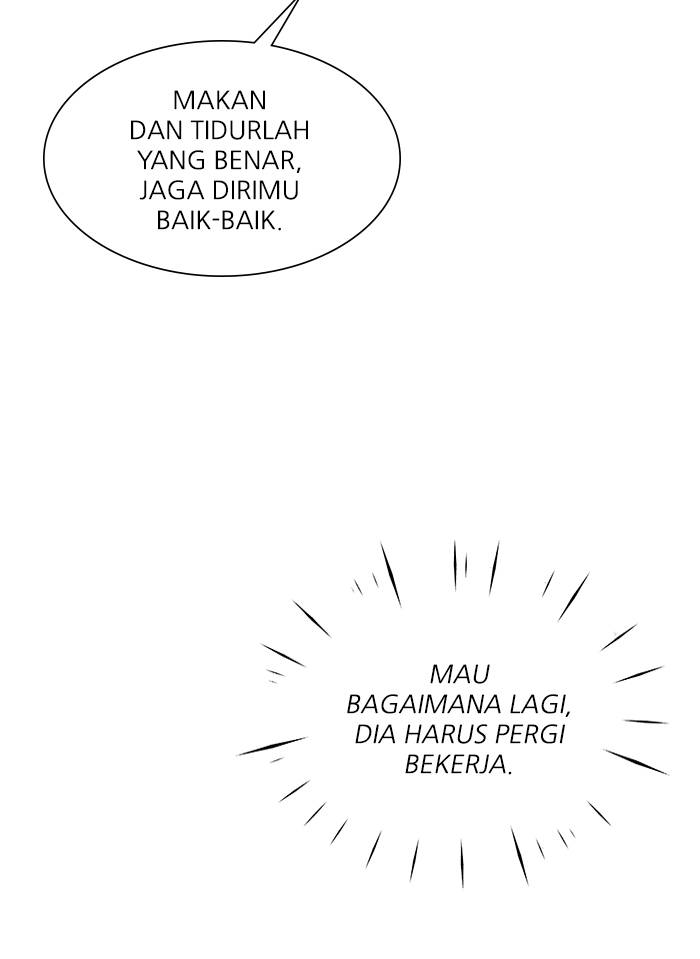 MAKAN
DAN TIDURLAH
YANG BENAR,
JAGA DIRIMU
BAIK-BAIK.
MAU
BAGAIMANA LAGI,
DIA HARUS PERGI
BEKERJA.